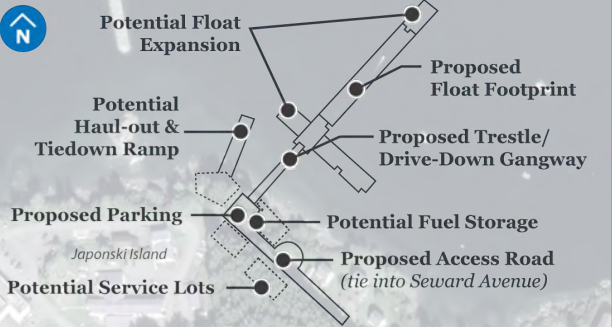 N
Potential Float
Expansion
Proposed
Float Footprint
Potential
Haul-out &
Tiedown Ramp
Proposed Trestle/
Drive-Down Gangway
Proposed Parking
Potential Fuel Storage
Japonski Island
Proposed Access Road
(tie into Seward Avenue)
Potential Service Lots